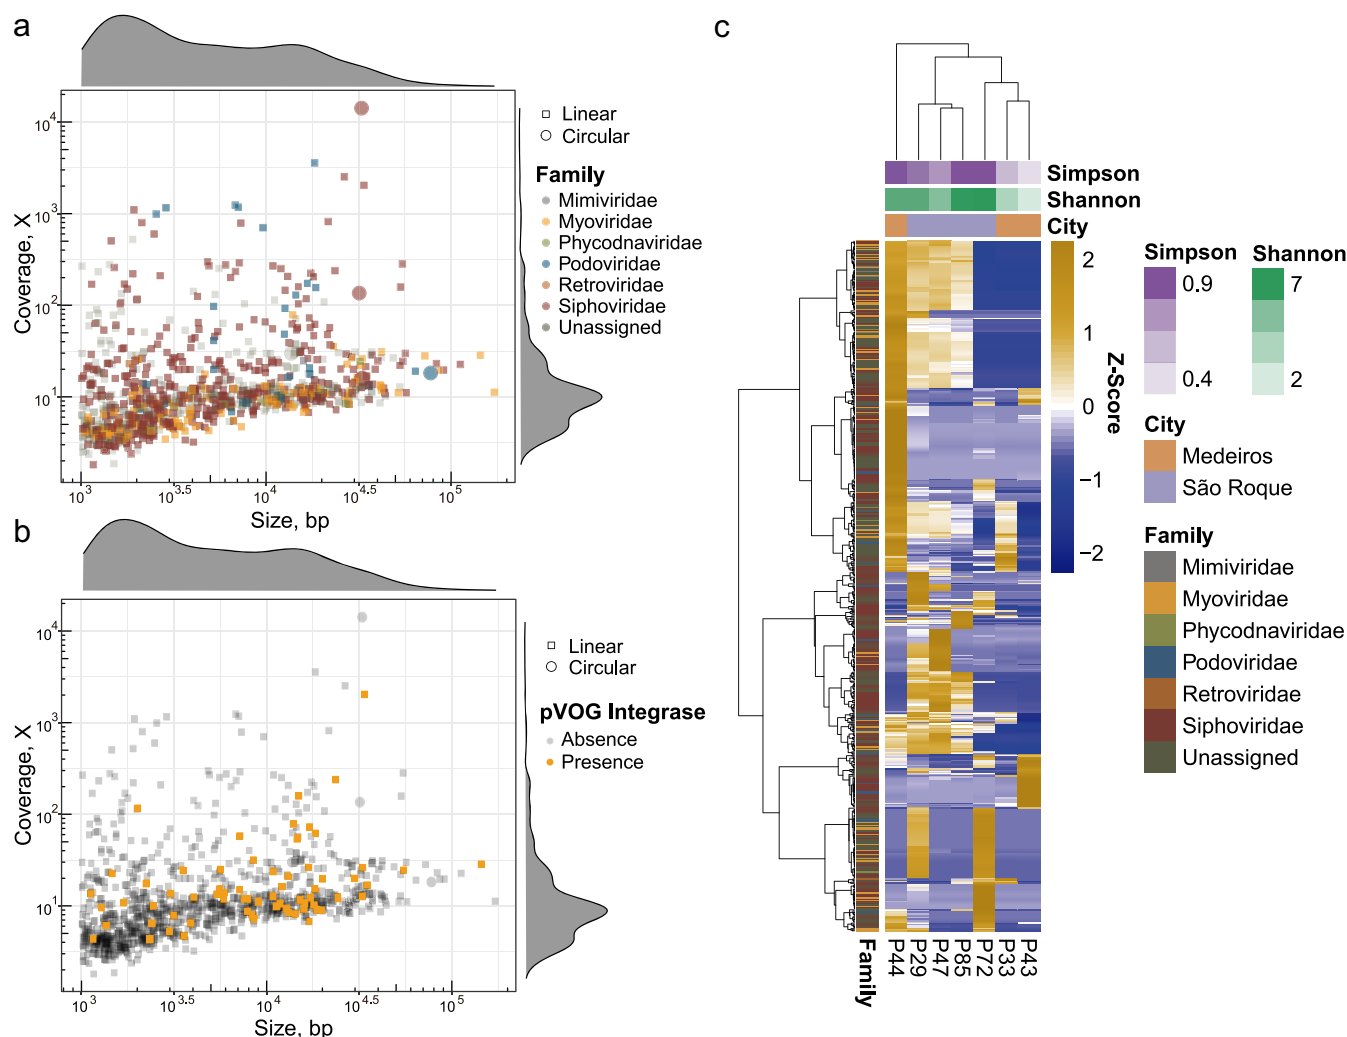 a
10^4
10^3
10^2
10^1
Coverage, X
10^3
10^3.5
10^4
10^4.5
10^5
Size, bp
Linear
Circular
Family
Mimiviridae
Myoviridae
Phycodnaviridae
Podoviridae
Retroviridae
Siphoviridae
Unassigned
b
10^4
10^3
10^2
10^1
Coverage, X
10^3
10^3.5
10^4
10^4.5
10^5
Size, bp
Linear
Circular
pVOG Integrase
Absence
Presence
c
Simpson
Shannon
City
2
1
0
−1
−2
Z-Score
Family
P44
P29
P47
P85
P72
P33
P43
Simpson
0.9
0.4
Shannon
7
2
City
Medeiros
São Roque
Family
Mimiviridae
Myoviridae
Phycodnaviridae
Podoviridae
Retroviridae
Siphoviridae
Unassigned